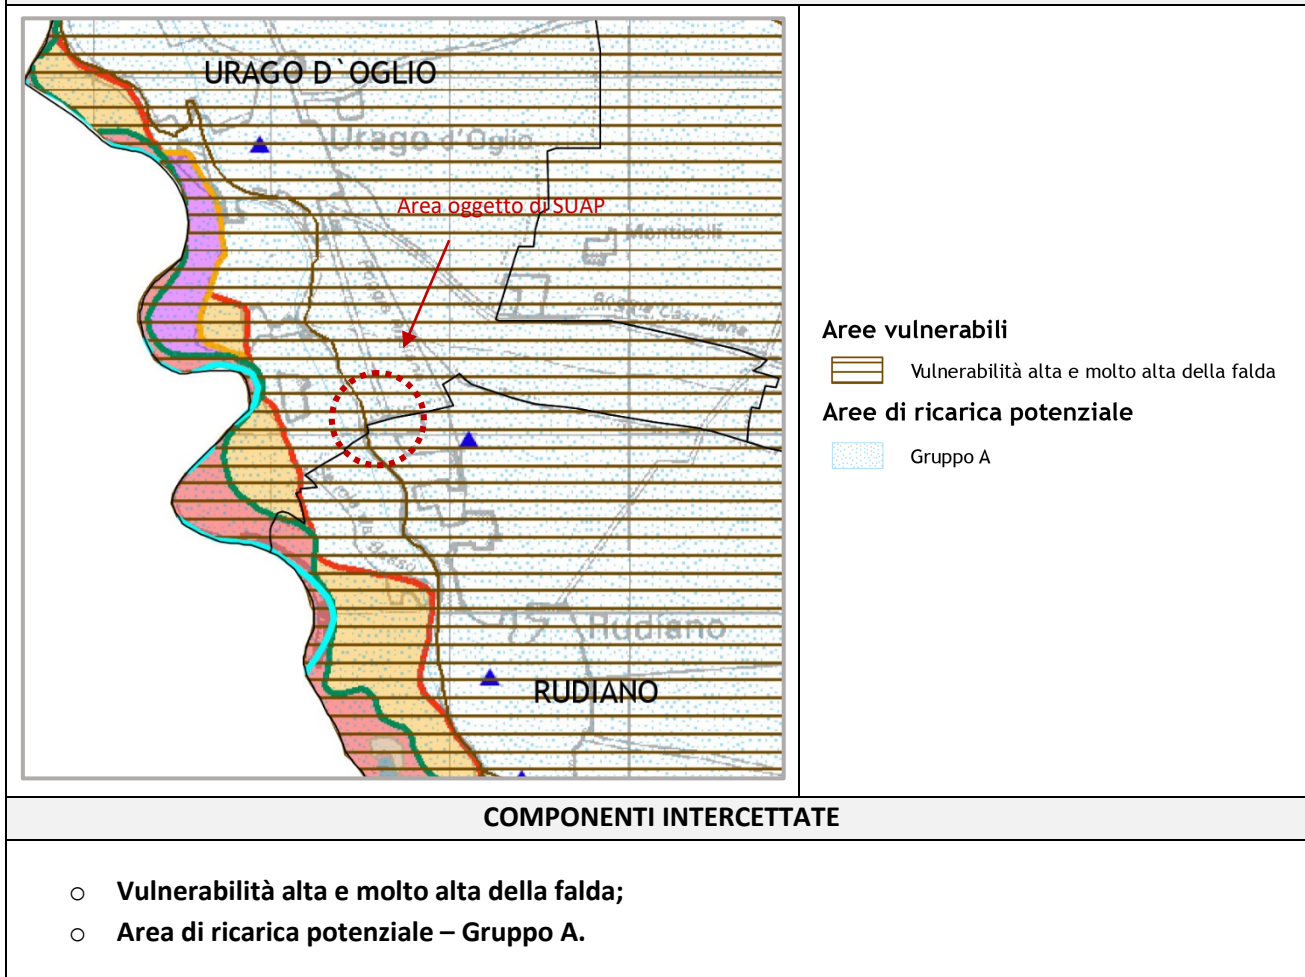 URAGO D`OGLIO
Urago d'Oglio
Area oggetto di SUAP
Monticelli
Aree vulnerabili
Vulnerabilità alta e molto alta della falda
Aree di ricarica potenziale
Gruppo A
Rudiano
RUDIANO
COMPONENTI INTERCETTATE
o Vulnerabilità alta e molto alta della falda;
o Area di ricarica potenziale – Gruppo A.